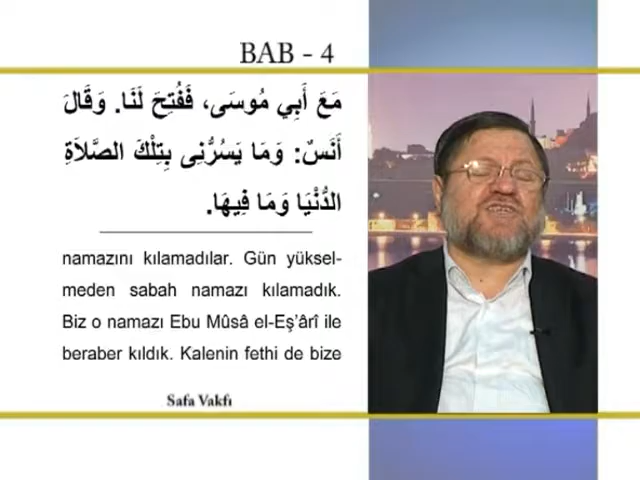 BAB - 4
مَعَ أَبِي مُوسَى، فَفُتِحَ لَنَا. وَقَالَ
أَنَسٌ: وَمَا يَسُرُّنِى بِتِلْكَ الصَّلاَةِ
الدُّنْيَا وَمَا فِيهَا.
namazını kılamadılar. Gün yüksel-
meden sabah namazı kılamadık.
Biz o namazı Ebu Mûsâ el-Eş’ârî ile
beraber kıldık. Kalenin fethi de bize
Safa Vakfı